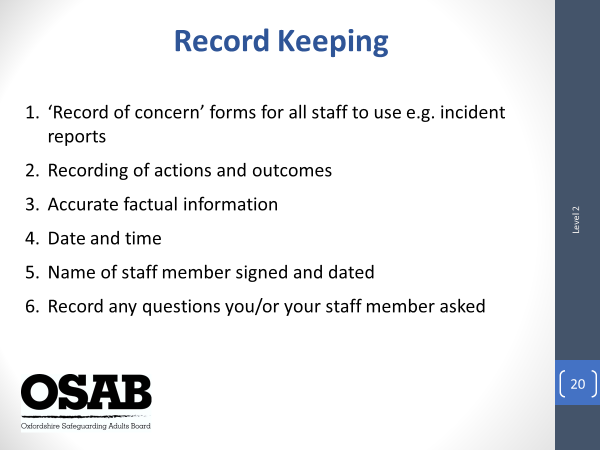 Record Keeping
1. ‘Record of concern’ forms for all staff to use e.g. incident
reports
2. Recording of actions and outcomes
3. Accurate factual information
4. Date and time
5. Name of staff member signed and dated
6. Record any questions you/or your staff member asked
Level 2
20
OSAB
Oxfordshire Safeguarding Adults Board